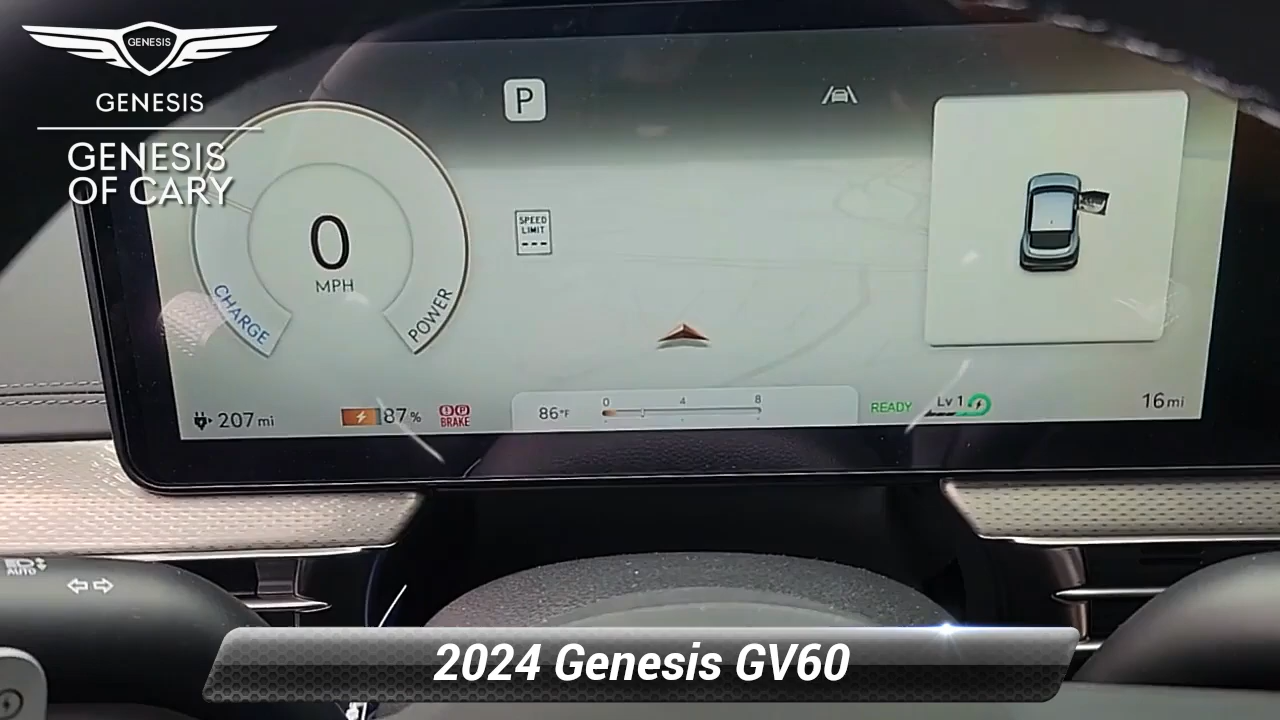 GENESIS
GENESIS
GENESIS
OF CARY
P
SPEED
LIMIT
---
0
MPH
CHARGE
POWER
207 mi
87 %
P
BRAKE
86°F
0 4 8
READY
Lv 1
16 mi
AUTO
2024 Genesis GV60